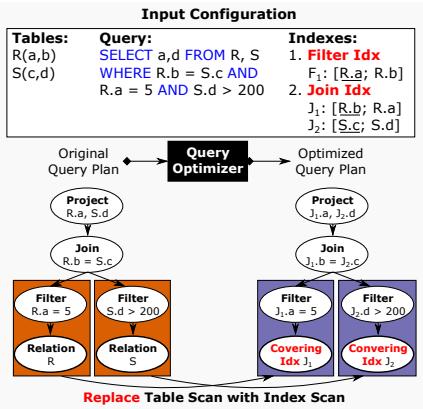 Input Configuration
Tables: Query: Indexes:
R(a,b) SELECT a,d FROM R, S 1. Filter Idx
S(c,d) WHERE R.b = S.c AND F₁: [R.a; R.b]
R.a = 5 AND S.d > 200 2. Join Idx
J₁: [R.b; R.a]
J₂: [S.c; S.d]
Original Query Plan
Query Optimizer
Optimized Query Plan
Project
R.a, S.d
Join
R.b = S.c
Filter
R.a = 5
Filter
S.d > 200
Relation
R
Relation
S
Project
J₁.a, J₂.d
Join
J₁.b = J₂.c
Filter
J₁.a = 5
Filter
J₂.d > 200
Covering
Idx J₁
Convering
Idx J₂
Replace Table Scan with Index Scan